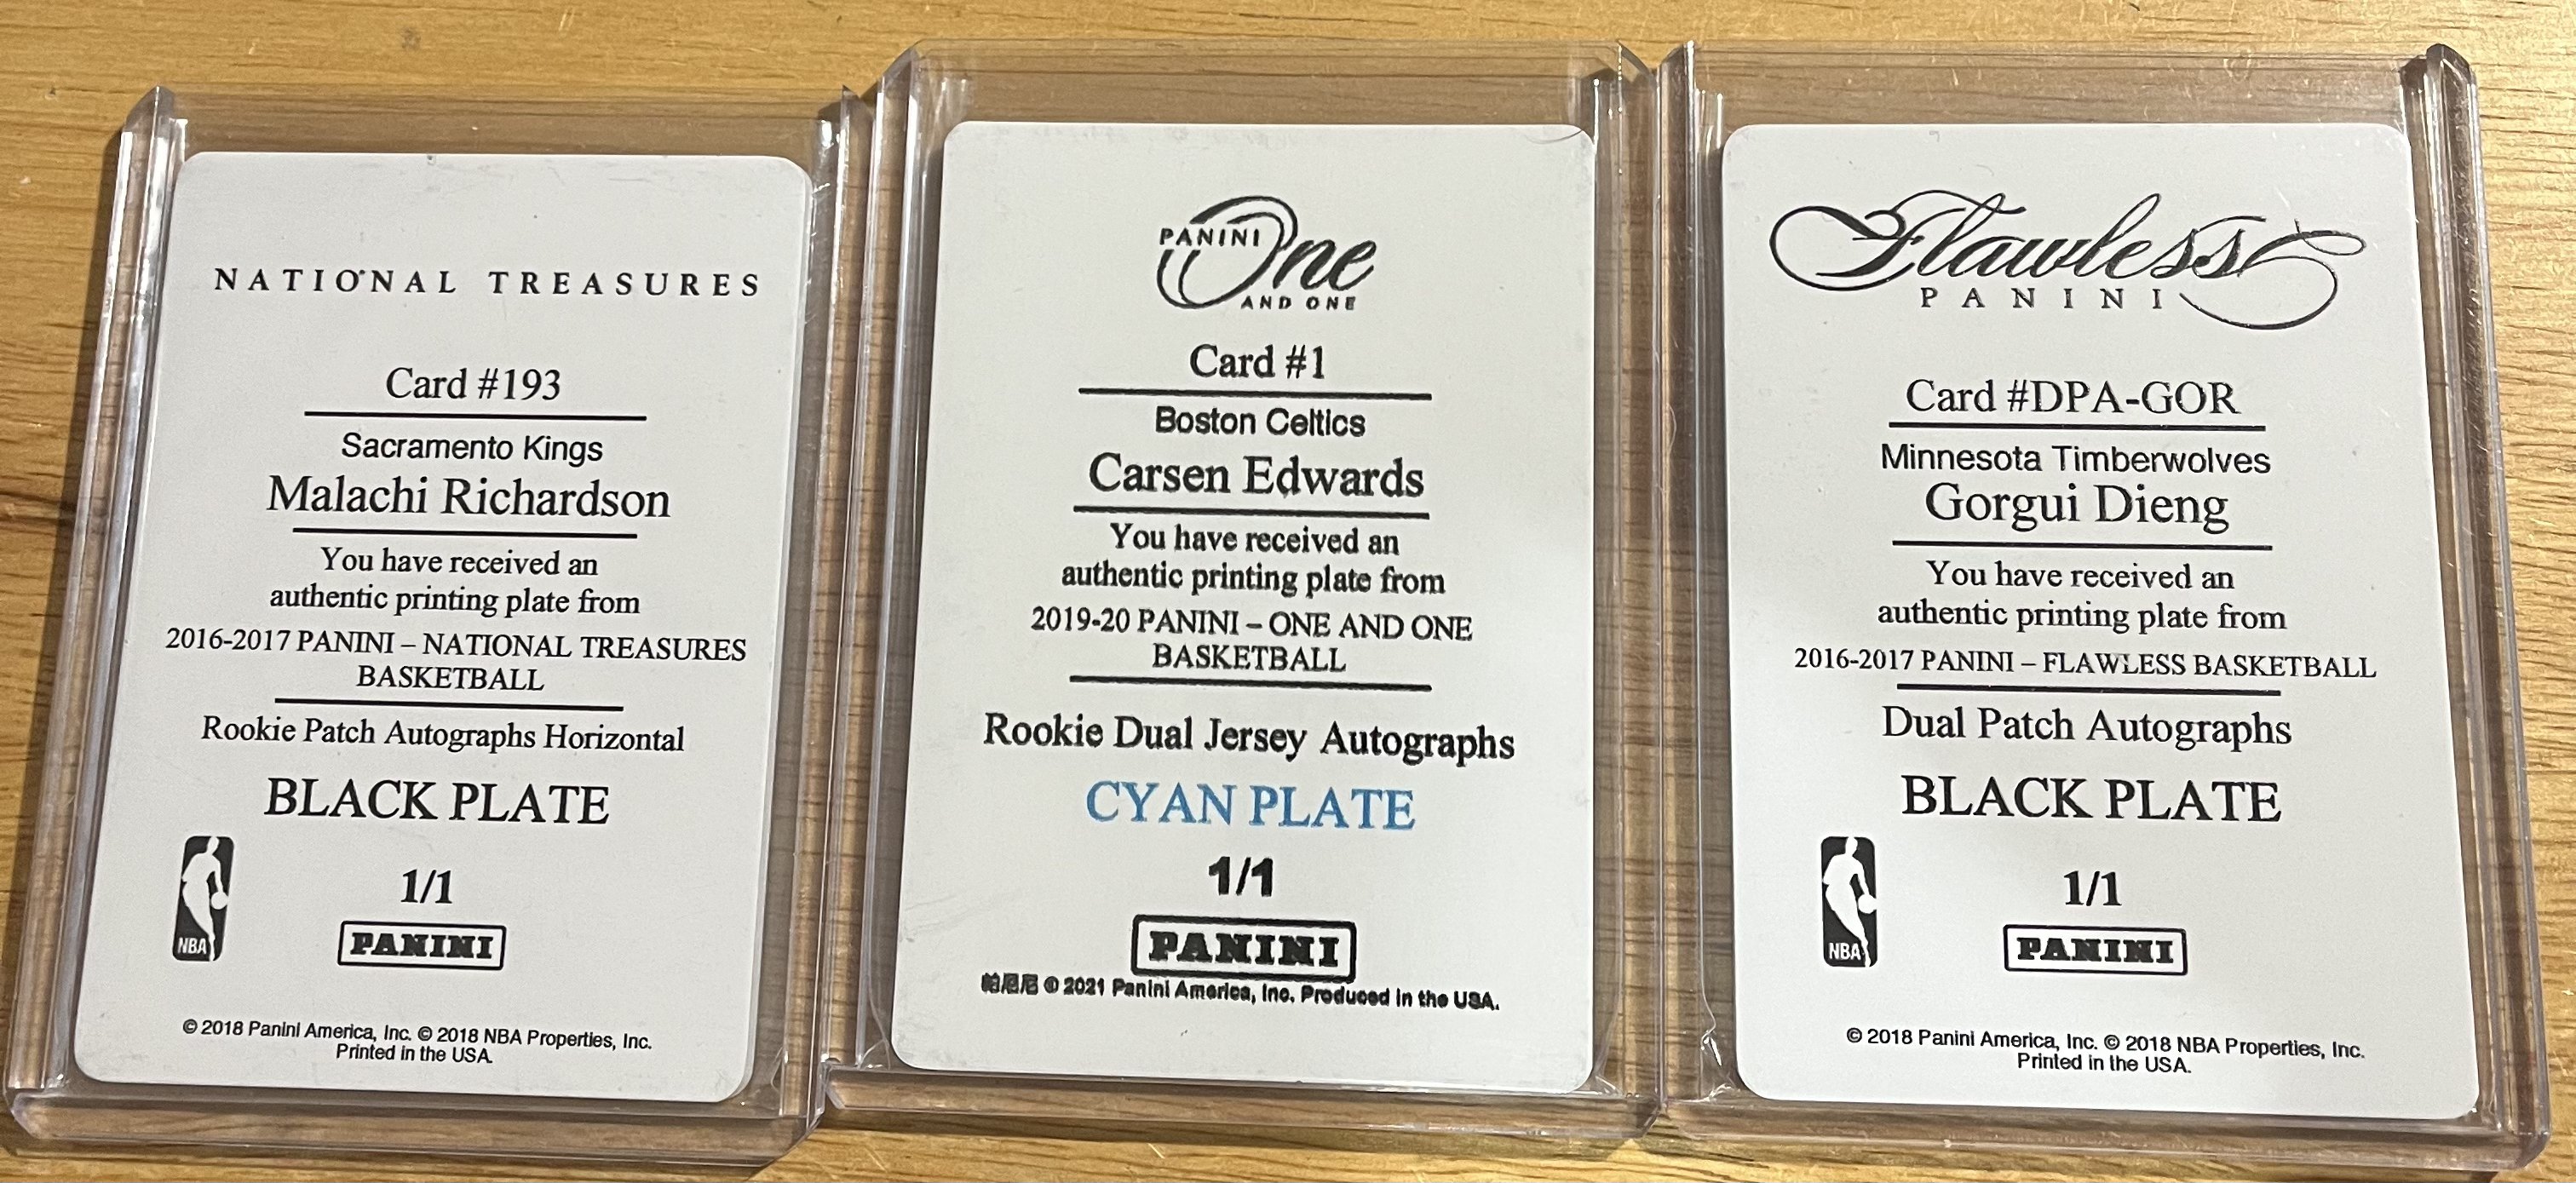 NATIONAL TREASURES
Card #193
Sacramento Kings
Malachi Richardson
You have received an
authentic printing plate from
2016-2017 PANINI – NATIONAL TREASURES
BASKETBALL
Rookie Patch Autographs Horizontal
BLACK PLATE
1/1
NBA
PANINI
© 2018 Panini America, Inc. © 2018 NBA Properties, Inc.
Printed in the USA.
PANINI
One
AND ONE
Card #1
Boston Celtics
Carsen Edwards
You have received an
authentic printing plate from
2019-20 PANINI – ONE AND ONE
BASKETBALL
Rookie Dual Jersey Autographs
CYAN PLATE
1/1
PANINI
© 2021 Panini America, Inc. Produced in the USA.
Flawless
PANINI
Card #DPA-GOR
Minnesota Timberwolves
Gorgui Dieng
You have received an
authentic printing plate from
2016-2017 PANINI – FLAWLESS BASKETBALL
Dual Patch Autographs
BLACK PLATE
1/1
NBA
PANINI
© 2018 Panini America, Inc. © 2018 NBA Properties, Inc.
Printed in the USA.